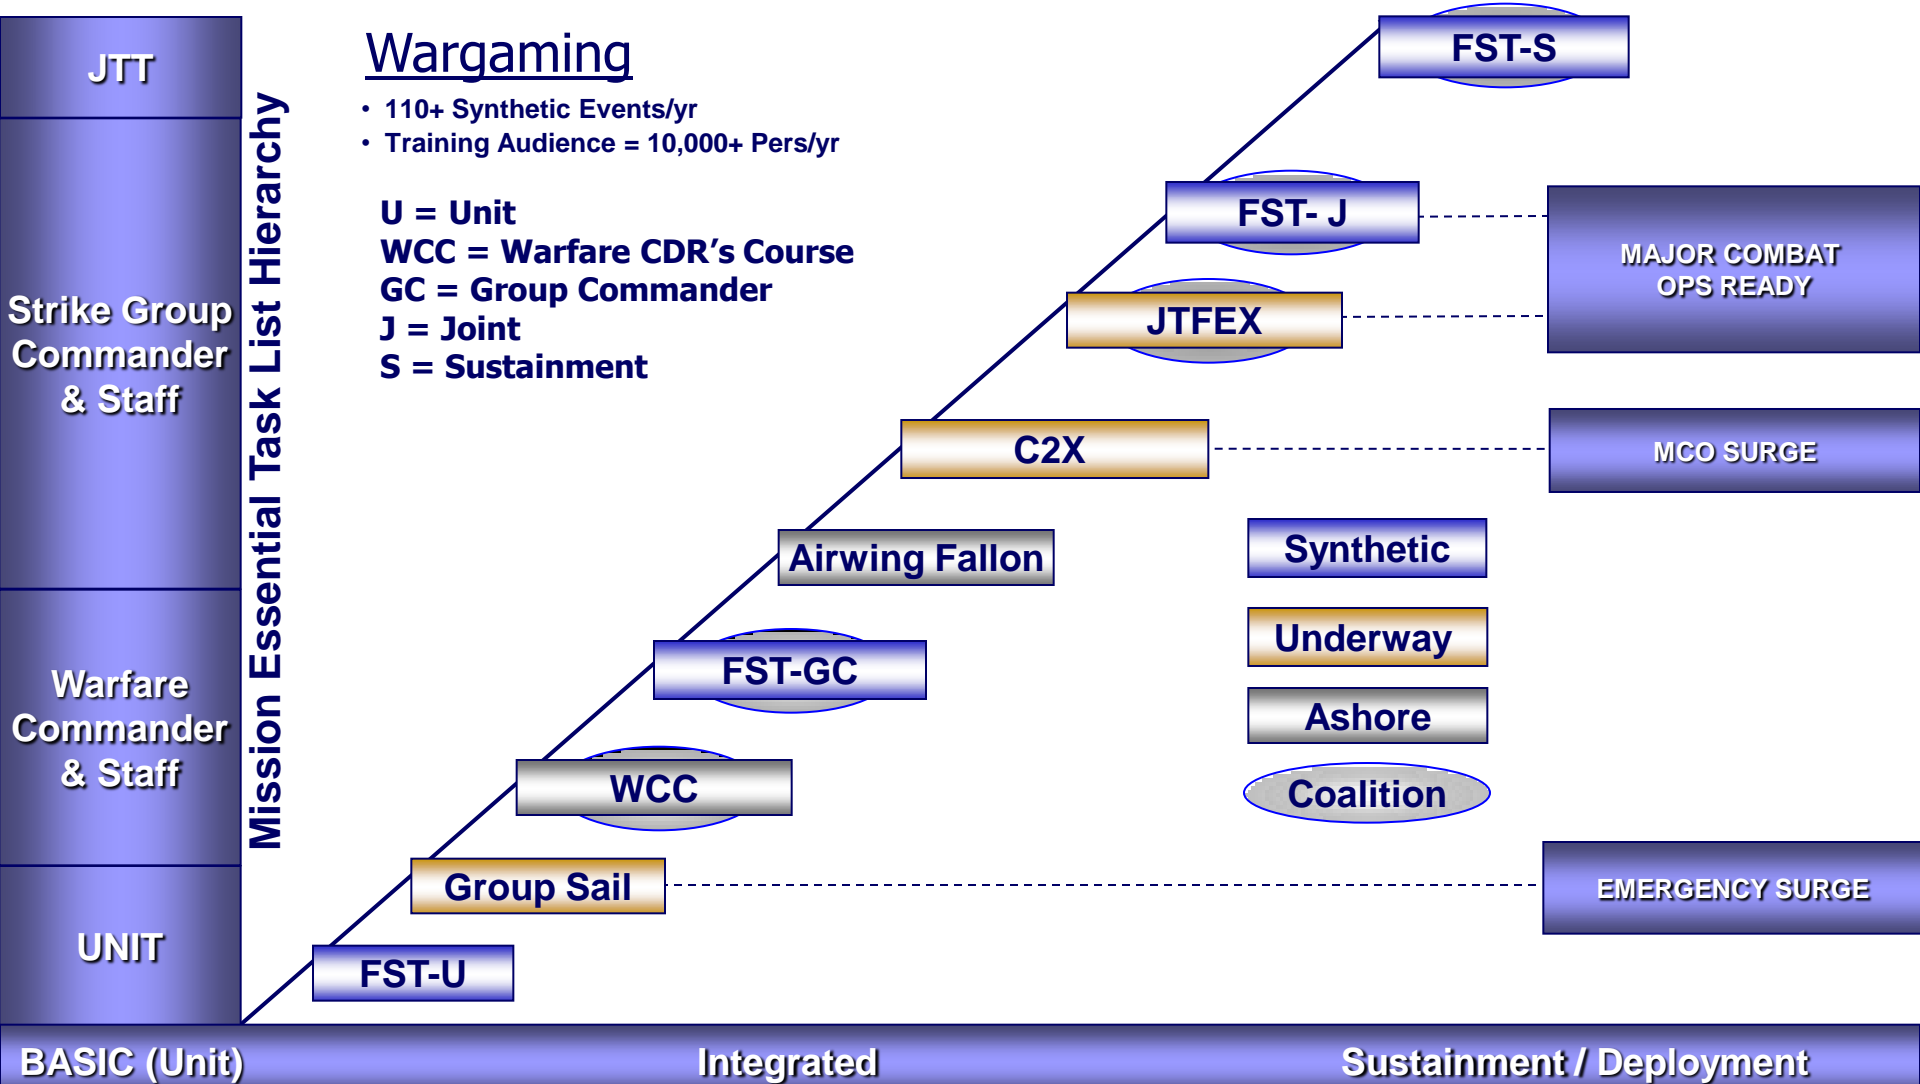 JTT
Strike Group
Commander
& Staff
Warfare
Commander
& Staff
UNIT
Mission Essential Task List Hierarchy
Wargaming
• 110+ Synthetic Events/yr
• Training Audience = 10,000+ Pers/yr
U = Unit
WCC = Warfare CDR’s Course
GC = Group Commander
J = Joint
S = Sustainment
FST-S
FST- J
JTFEX
C2X
Airwing Fallon
FST-GC
WCC
Group Sail
FST-U
MAJOR COMBAT
OPS READY
MCO SURGE
EMERGENCY SURGE
Synthetic
Underway
Ashore
Coalition
BASIC (Unit)
Integrated
Sustainment / Deployment